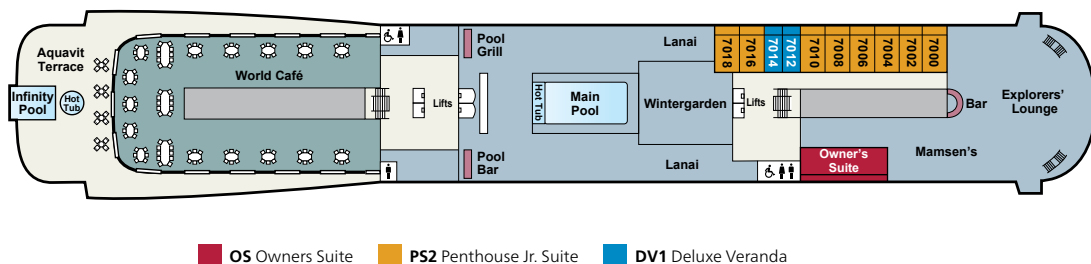 Aquavit
Terrace
Infinity
Pool
Hot
Tub
World Café
Lifts
Pool
Grill
Pool
Bar
Hot Tub
Main
Pool
Lanai
Wintergarden
Lanai
7018
7016
7014
7012
7010
7008
7006
7004
7002
7000
Lifts
Owner's
Suite
Bar
Mamsen's
Explorers'
Lounge
OS Owners Suite
PS2 Penthouse Jr. Suite
DV1 Deluxe Veranda